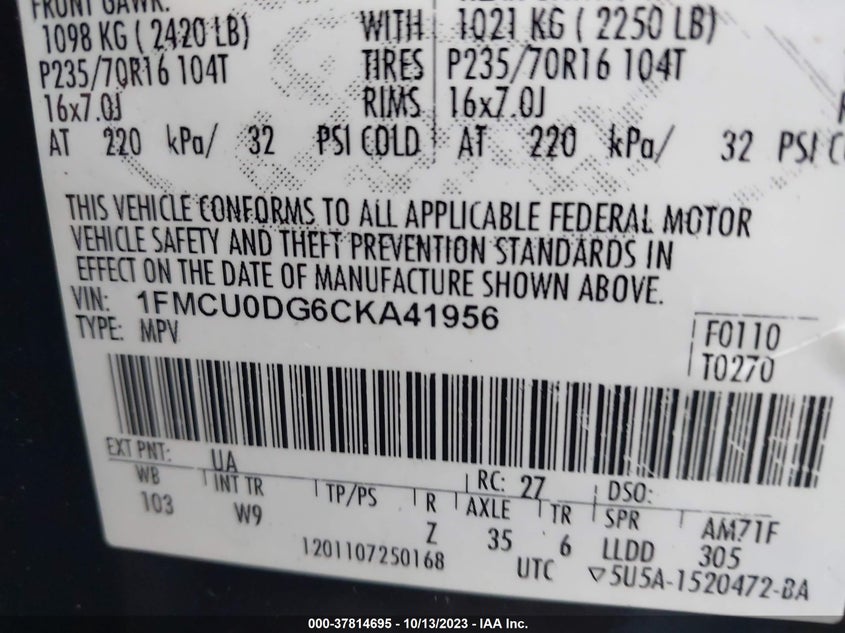 FRONT GAWR:
1098 KG ( 2420 LB) WITH 1021 KG ( 2250 LB)
P235/70R16 104T TIRES P235/70R16 104T
16x7.0J RIMS 16x7.0J
AT 220 kPa/ 32 PSI COLD AT 220 kPa/ 32 PSI
THIS VEHICLE CONFORMS TO ALL APPLICABLE FEDERAL MOTOR
VEHICLE SAFETY AND THEFT PREVENTION STANDARDS IN
EFFECT ON THE DATE OF MANUFACTURE SHOWN ABOVE.
VIN: 1FMCU0DG6CKA41956
TYPE: MPV
F0110
T0270
EXT PNT: UA RC: 27 DSO:
WB INT TR TP/PS R AXLE TR SPR AM71F
103 W9 Z 35 6 LLDD 305
1201107250168 UTC ▽5U5A-1520472-BA
000-37814695 - 10/13/2023 - IAA Inc.